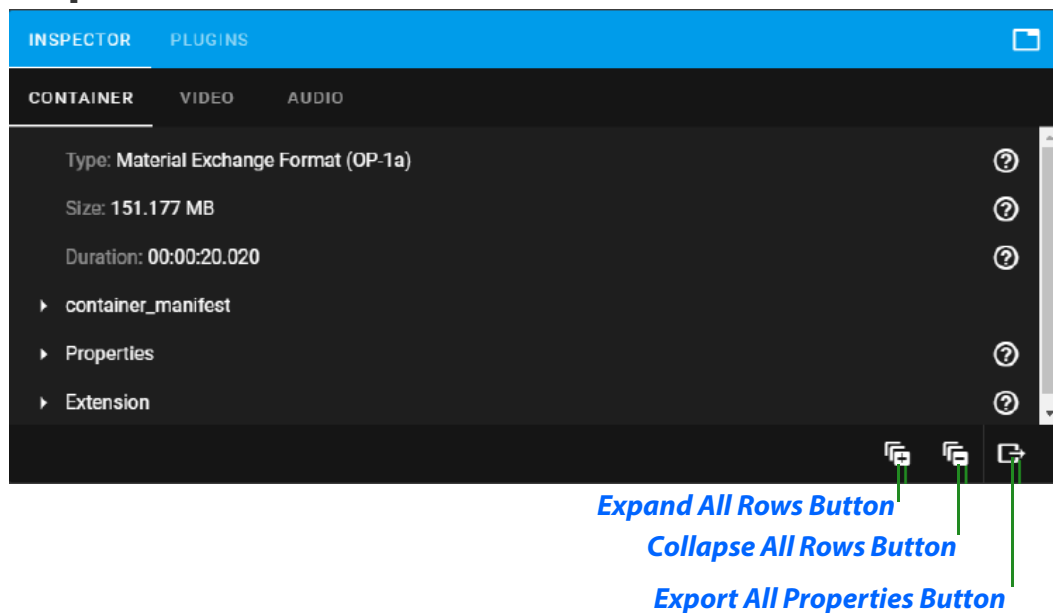 INSPECTOR PLUGINS
CONTAINER VIDEO AUDIO
Type: Material Exchange Format (OP-1a)
Size: 151.177 MB
Duration: 00:00:20.020
container_manifest
Properties
Extension
Expand All Rows Button
Collapse All Rows Button
Export All Properties Button